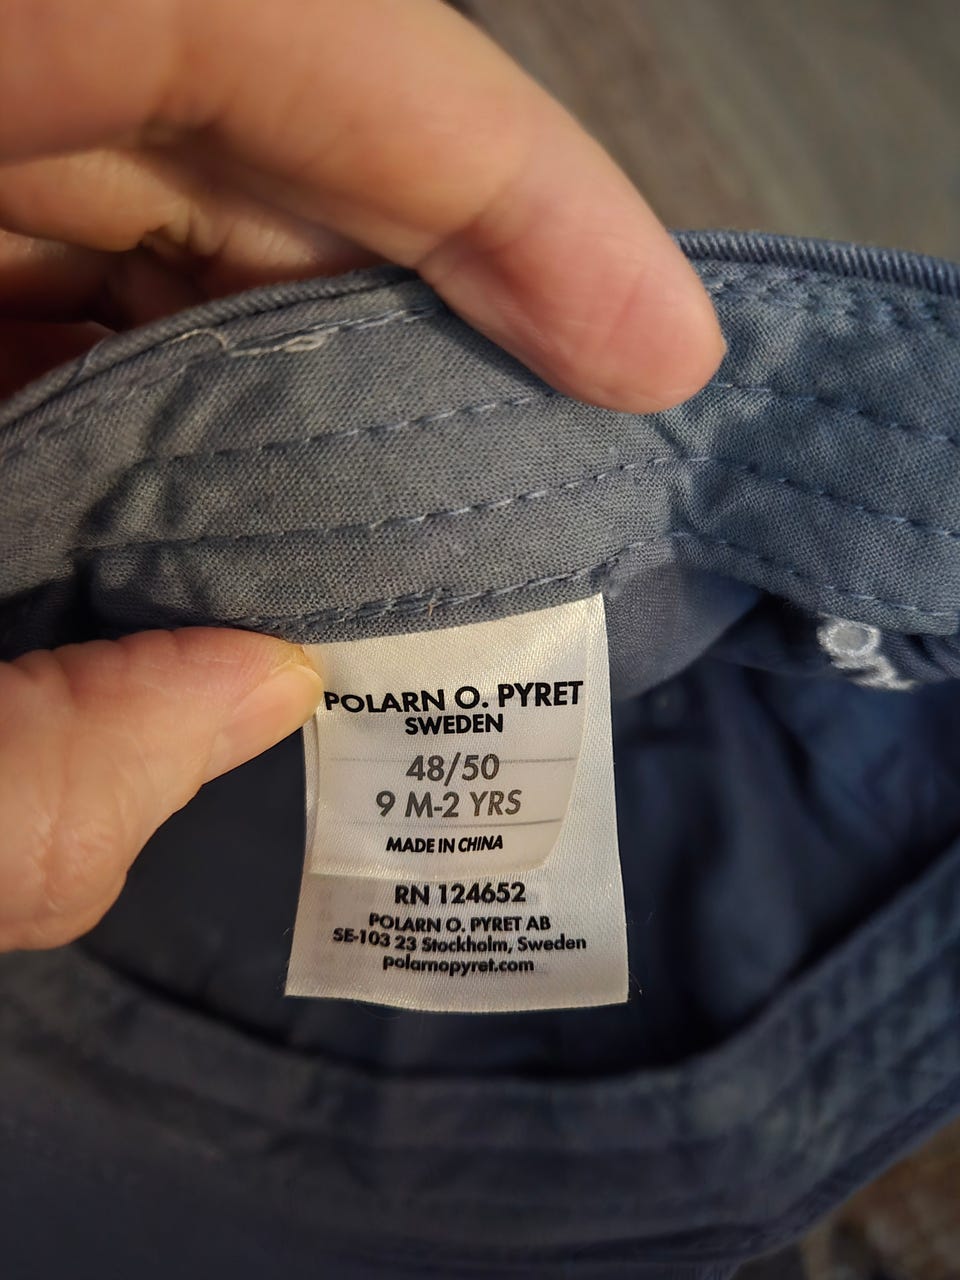 POLARN O. PYRET
SWEDEN
48/50
9 M-2 YRS
MADE IN CHINA
RN 124652
POLARN O. PYRET AB
SE-103 23 Stockholm, Sweden
polarnopyret.com